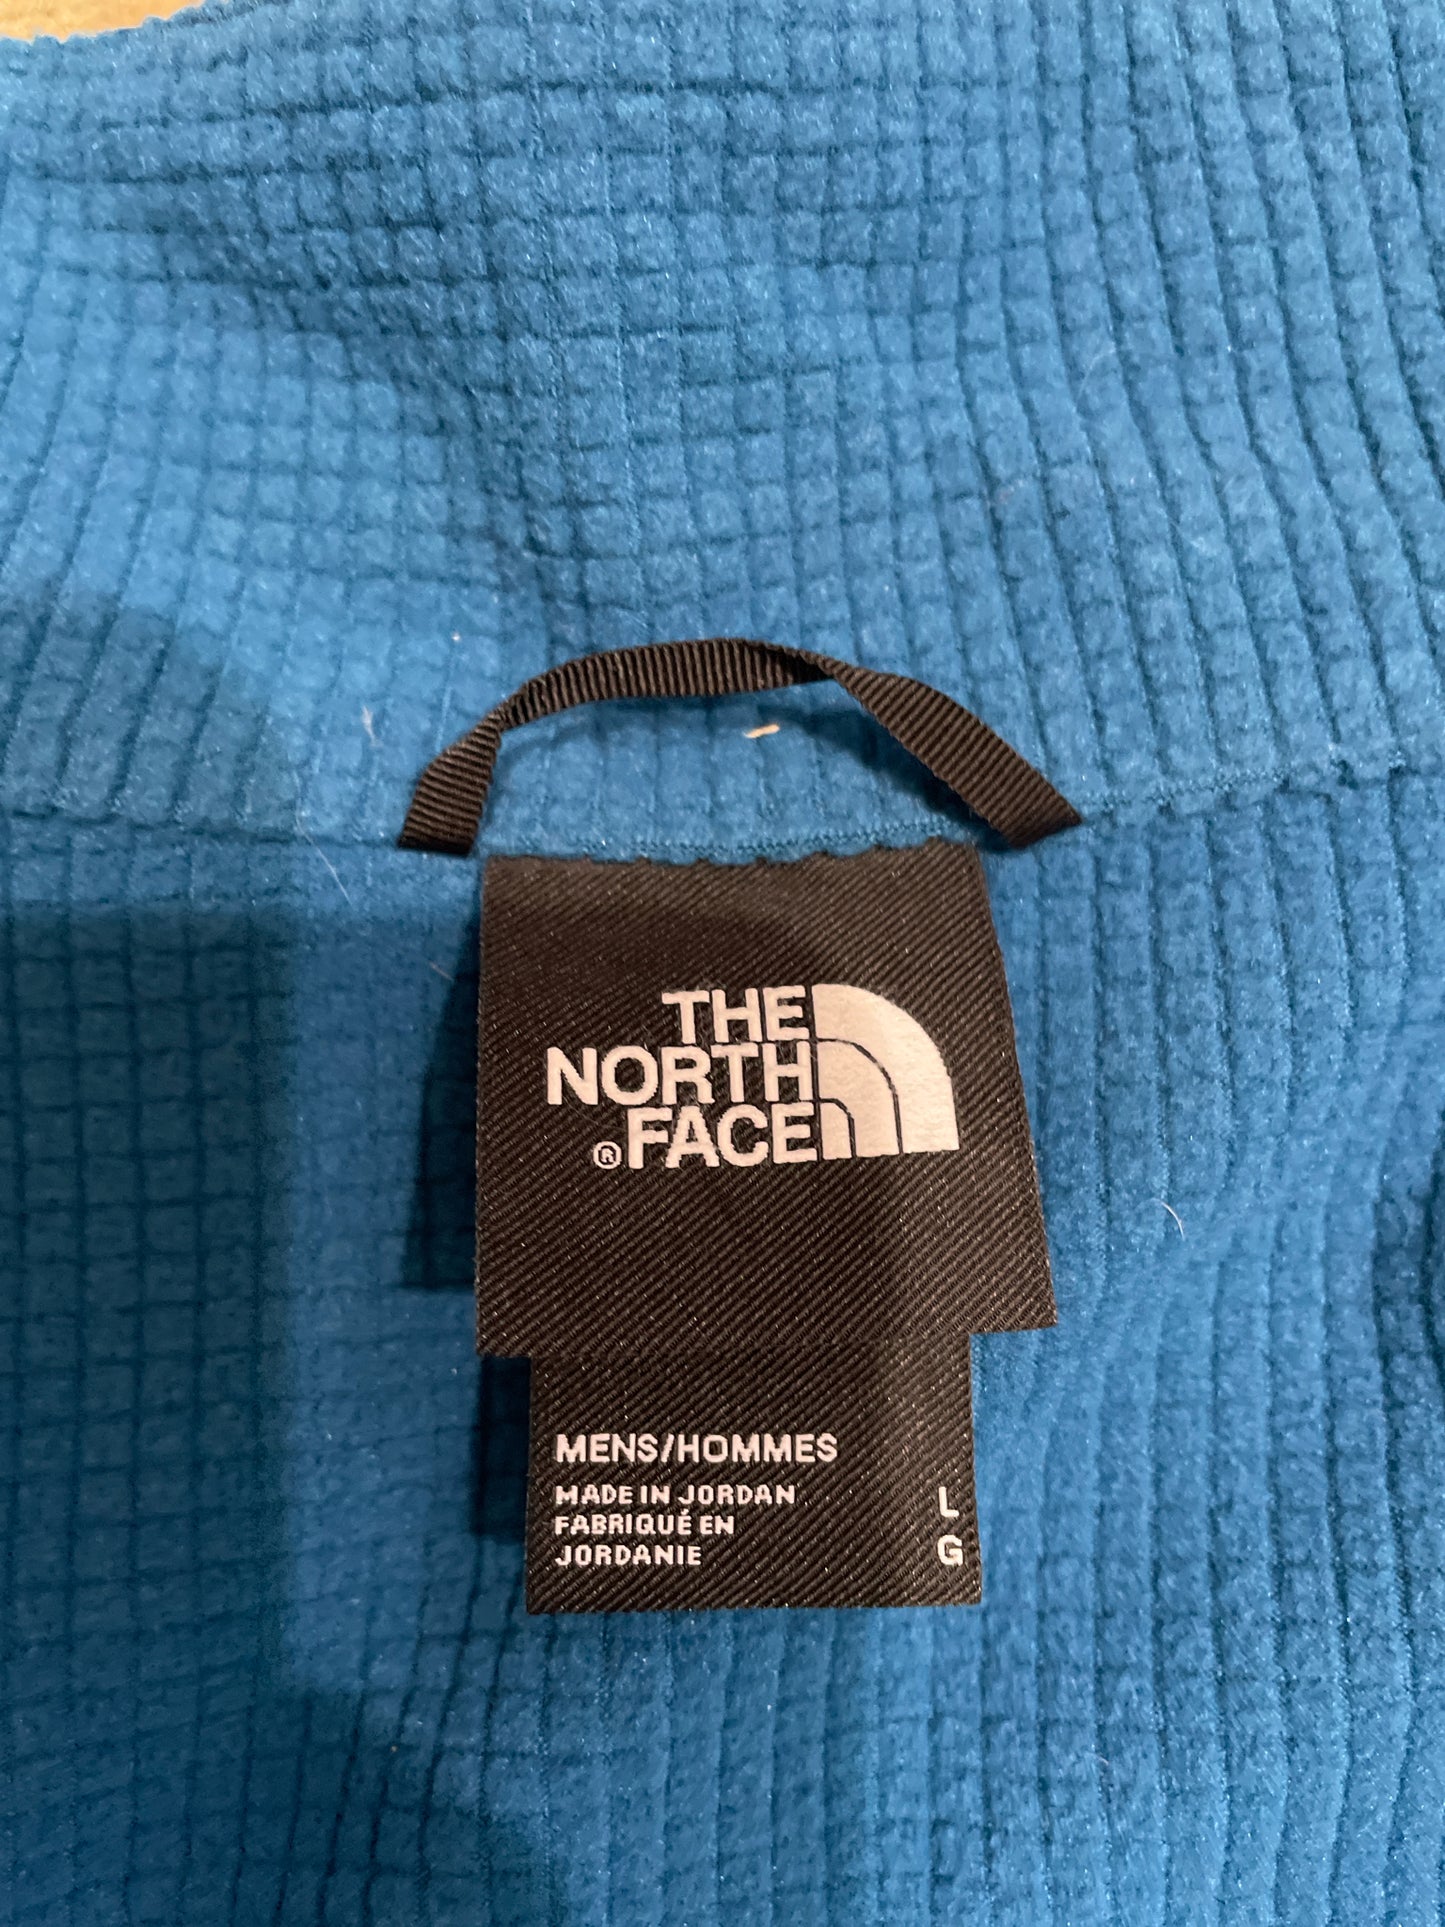 THE
NORTH
® FACE
MENS/HOMMES
MADE IN JORDAN
FABRIQUÉ EN
JORDANIE
L
G